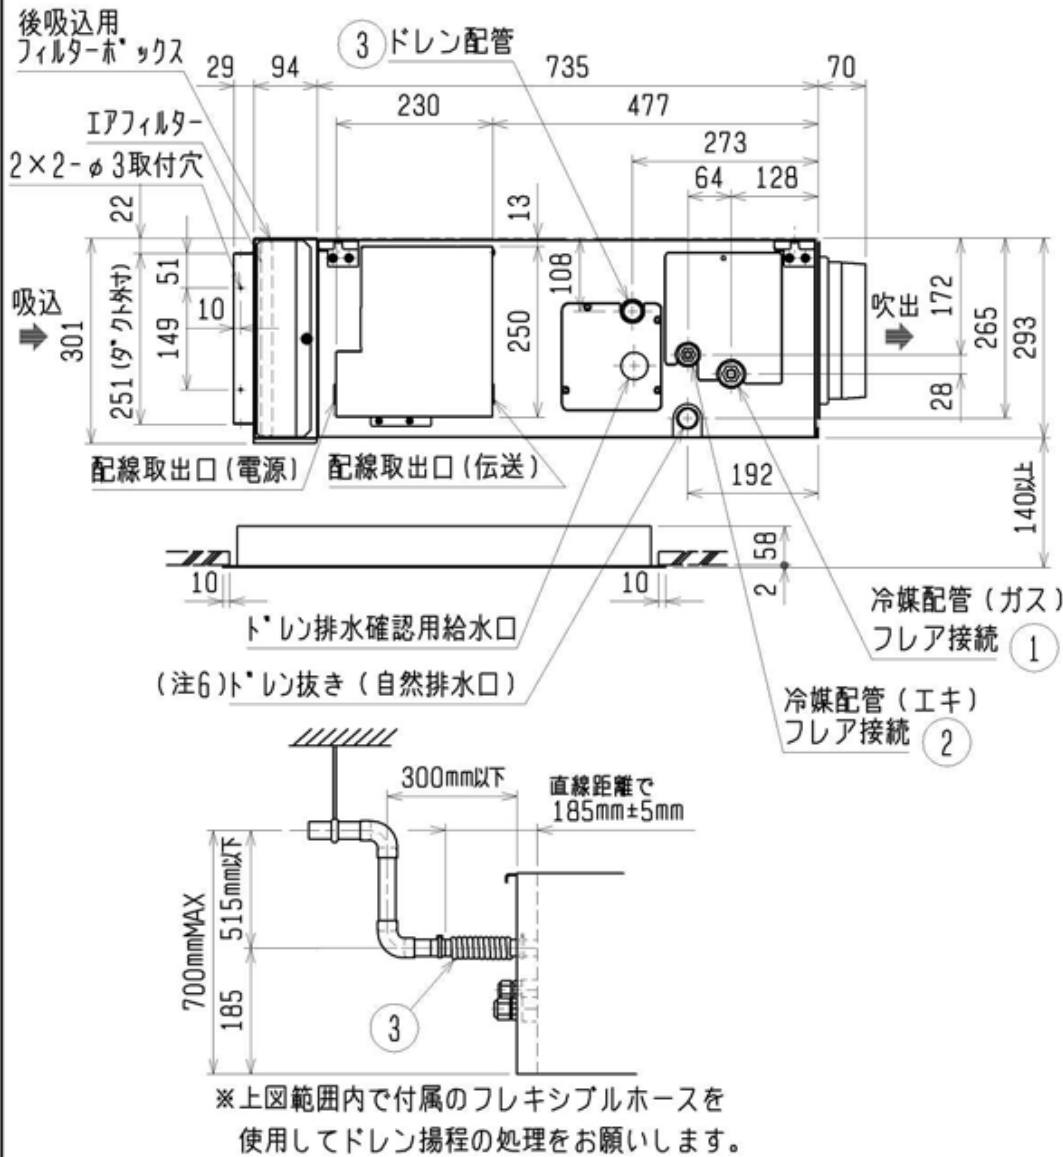 後吸込用
フィルターボックス
③ ドレン配管
29 94 735 70
230 477
エアフィルター
273
2×2-φ3取付穴
64 128
22 13
吸込
301
251(ダクト外寸)
10
51
149
250
108
吹出
172
28
265
293
配線取出口(電源) 配線取出口(伝送)
192
140以上
58
2
10 10
ドレン排水確認用給水口
冷媒配管(ガス)
フレア接続 ①
(注6)ドレン抜き(自然排水口)
冷媒配管(エキ)
フレア接続 ②
300mm以下
直線距離で
185mm±5mm
700mmMAX
515mm以下
185
③
※上図範囲内で付属のフレキシブルホースを
使用してドレン揚程の処理をお願いします。